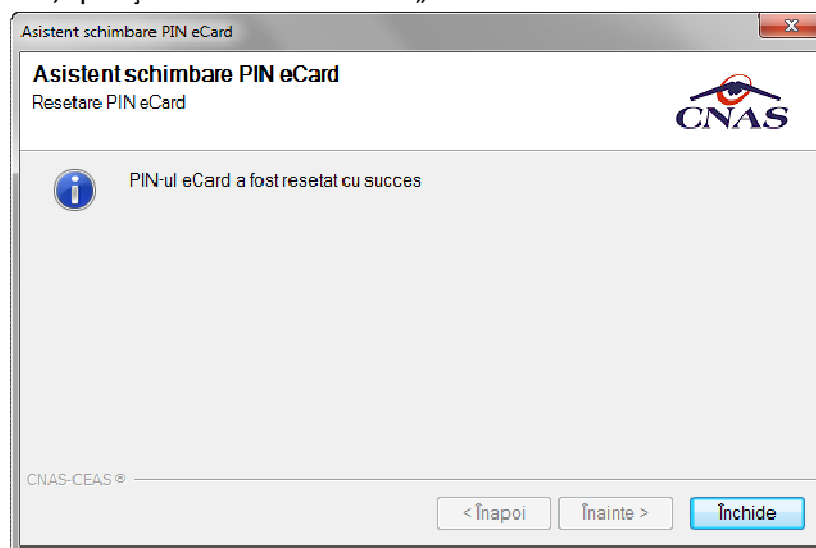 Asistent schimbare PIN eCard
Asistent schimbare PIN eCard
Resetare PIN eCard
CNAS
PIN-ul eCard a fost resetat cu succes
CNAS-CEAS®
< Înapoi
Înainte >
Închide